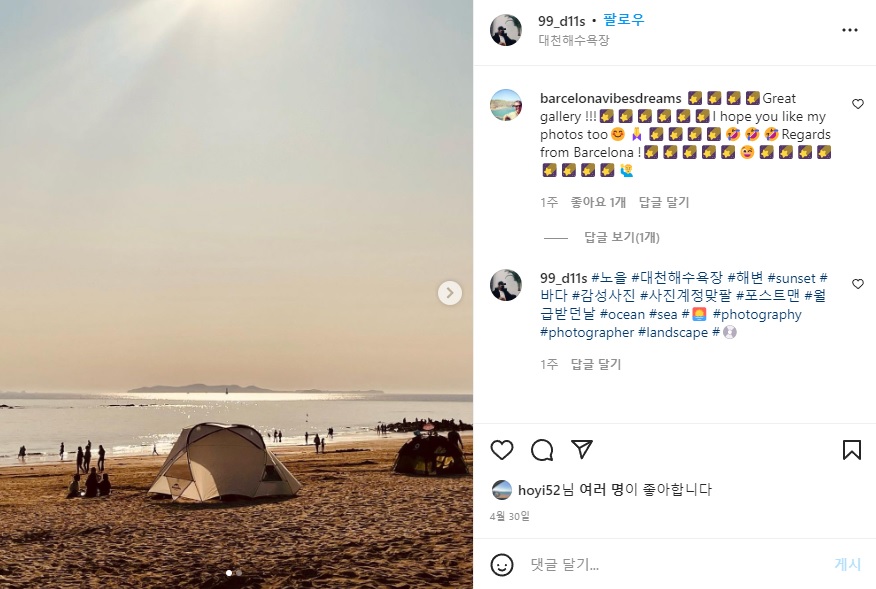 99_d11s • 팔로우
대천해수욕장
barcelonavibesdreams 🌠🌠🌠🌠Great
gallery !!!🌠🌠🌠🌠🌠🌠I hope you like my
photos too😊🧜‍♀️🌠🌠🌠🌠🤣🤣🤣Regards
from Barcelona !🌠🌠🌠🌠🌠🥰🌠🌠🌠🌠
🌠🌠🌠🌠🙋‍♂️
1주 좋아요 1개 답글 달기
답글 보기(1개)
99_d11s #노을 #대천해수욕장 #해변 #sunset #
바다 #감성사진 #사진계정맞팔 #포스트맨 #월
급받던날 #ocean #sea #🌅 #photography
#photographer #landscape #
1주 답글 달기
hoyi52님 여러 명이 좋아합니다
4월 30일
댓글 달기...
게시